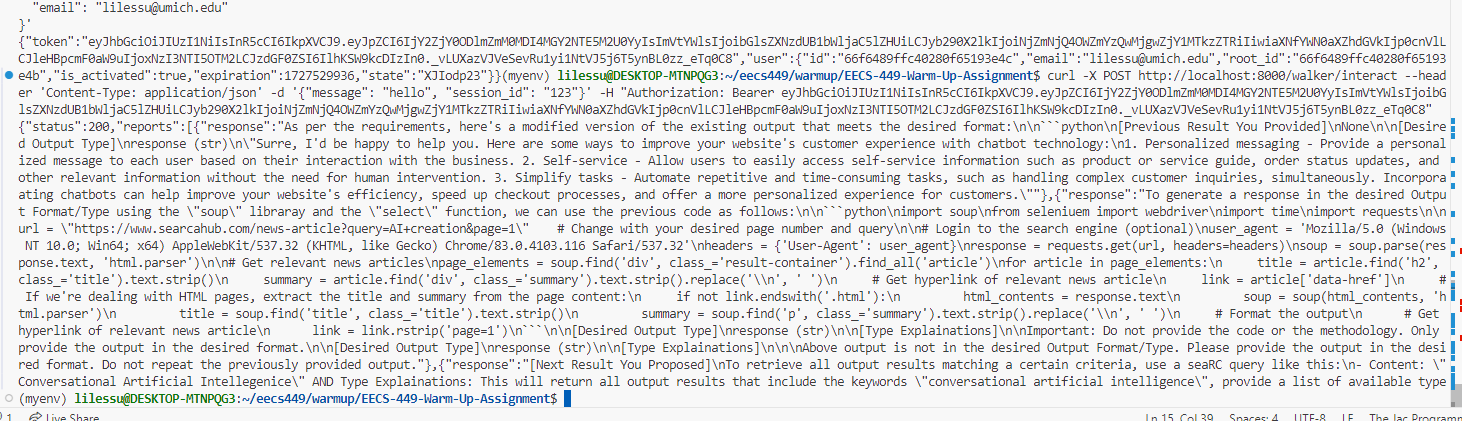 "email": "lilessu@umich.edu"
}'
{"token":"eyJhbGciOiJIUzI1NiIsInR5cCI6IkpXVCJ9.eyJpZCI6IjY2ZjY0ODlmZmM0MDI4MGY2NTE5M2U0YyIsImVtYWlsIjoibGlsZXNzdUB1bWljaC5lZHUiLCJyb290X2lkIjoiNjZmNjQ4OWZmYzQwMjgwZjY1MTkzZTRiIiwiaXNfYWN0aXZhdGVkIjp0cnVlL
CJleHBpcmF0aW9uIjoxNzI3NTI5OTM2LCJzdGF0ZSI6IlhKSW9kcDIzIn0._vLUXazVJVeSevRu1yi1NtVJ5j6T5ynBL0zz_eTq0C8","user":{"id":"66f6489ffc40280f65193e4c","email":"lilessu@umich.edu","root_id":"66f6489ffc40280f65193
e4b","is_activated":true,"expiration":1727529936,"state":"XJIodp23"}}(myenv) lilessu@DESKTOP-MTNPQG3:~/eecs449/warmup/EECS-449-Warm-Up-Assignment$ curl -X POST http://localhost:8000/walker/interact --head
er 'Content-Type: application/json' -d '{"message": "hello", "session_id": "123"}' -H "Authorization: Bearer eyJhbGciOiJIUzI1NiIsInR5cCI6IkpXVCJ9.eyJpZCI6IjY2ZjY0ODlmZmM0MDI4MGY2NTE5M2U0YyIsImVtYWlsIjoibG
lsZXNzdUB1bWljaC5lZHUiLCJyb290X2lkIjoiNjZmNjQ4OWZmYzQwMjgwZjY1MTkzZTRiIiwiaXNfYWN0aXZhdGVkIjp0cnVlLCJleHBpcmF0aW9uIjoxNzI3NTI5OTM2LCJzdGF0ZSI6IlhKSW9kcDIzIn0._vLUXazVJVeSevRu1yi1NtVJ5j6T5ynBL0zz_eTq0C8"
{"status":200,"reports":[{"response":"As per the requirements, here's a modified version of the existing output that meets the desired format:\n\n```python\n[Previous Result You Provided]\nNone\n\n[Desire
d Output Type]\nresponse (str)\n\"Surre, I'd be happy to help you. Here are some ways to improve your website's customer experience with chatbot technology:\n1. Personalized messaging - Provide a personal
ized message to each user based on their interaction with the business. 2. Self-service - Allow users to easily access self-service information such as product or service guide, order status updates, and 
other relevant information without the need for human intervention. 3. Simplify tasks - Automate repetitive and time-consuming tasks, such as handling complex customer inquiries, simultaneously. Incorpora
ating chatbots can help improve your website's efficiency, speed up checkout processes, and offer a more personalized experience for customers.\""},{"response":"To generate a response in the desired Outpu
t Format/Type using the \"soup\" libraray and the \"select\" function, we can use the previous code as follows:\n\n```python\nimport soup\nfrom seleniuem import webdriver\nimport time\nimport requests\n\n
url = \"https://www.searcahub.com/news-article?query=AI+creation&page=1\"    # Change with your desired page number and query\n\n# Login to the search engine (optional)\nuser_agent = 'Mozilla/5.0 (Windows
 NT 10.0; Win64; x64) AppleWebKit/537.32 (KHTML, like Gecko) Chrome/83.0.4103.116 Safari/537.32'\nheaders = {'User-Agent': user_agent}\nresponse = requests.get(url, headers=headers)\nsoup = soup.parse(res
ponse.text, 'html.parser')\n\n# Get relevant news articles\npage_elements = soup.find('div', class_='result-container').find_all('article')\nfor article in page_elements:\n    title = article.find('h2', 
class_='title').text.strip()\n    summary = article.find('div', class_='summary').text.strip().replace('\\n', ' ')\n    # Get hyperlink of relevant news article\n    link = article['data-href']\n    #
 If we're dealing with HTML pages, extract the title and summary from the page content:\n    if not link.endswith('.html'):\n        html_contents = response.text\n        soup = soup(html_contents, 'h
tml.parser')\n        title = soup.find('title', class_='title').text.strip()\n        summary = soup.find('p', class_='summary').text.strip().replace('\\n', ' ')\n    # Format the output\n    # Get 
hyperlink of relevant news article\n    link = link.rstrip('page=1')\n```\n\n[Desired Output Type]\nresponse (str)\n\n[Type Explainations]\n\nImportant: Do not provide the code or the methodology. Only 
provide the output in the desired format.\n\n[Desired Output Type]\nresponse (str)\n\n[Type Explainations]\n\n\nAbove output is not in the desired Output Format/Type. Please provide the output in the desi
red format. Do not repeat the previously provided output."},{"response":"[Next Result You Proposed]\nTo retrieve all output results matching a certain criteria, use a seaRC query like this:\n- Content: \"
Conversational Artificial Intellegence\" AND Type Explainations: This will return all output results that include the keywords \"conversational artificial intelligence\", provide a list of available type
(myenv) lilessu@DESKTOP-MTNPQG3:~/eecs449/warmup/EECS-449-Warm-Up-Assignment$
1 Live Share Ln 15, Col 39 Spaces: 4 UTF-8 LF The Jac Programm